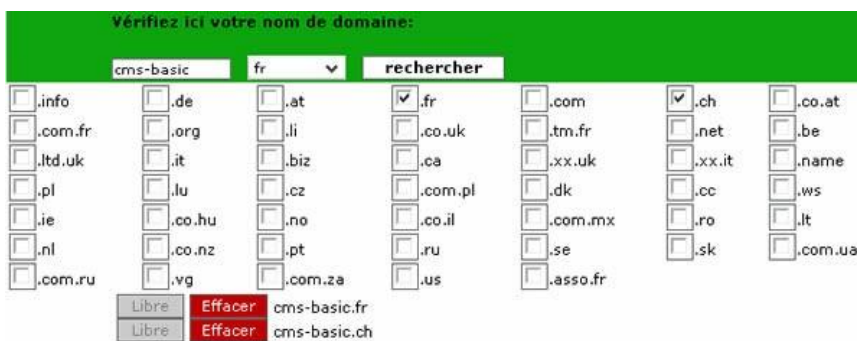 Vérifiez ici votre nom de domaine:
cms-basic fr rechercher
.info .de .at .fr .com .ch .co.at
.com.fr .org .li .co.uk .tm.fr .net .be
.ltd.uk .it .biz .ca .xx.uk .xx.it .name
.pl .lu .cz .com.pl .dk .cc .ws
.ie .co.hu .no .co.il .com.mx .ro .lt
.nl .co.nz .pt .ru .se .sk .com.ua
.com.ru .vg .com.za .us .asso.fr
Libre Effacer cms-basic.fr
Libre Effacer cms-basic.ch